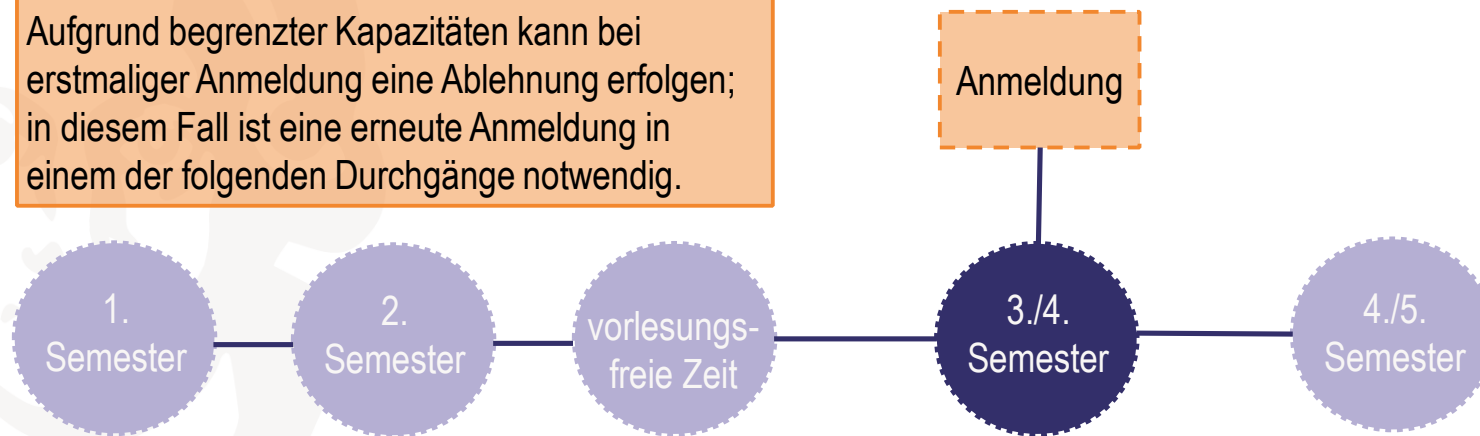 Aufgrund begrenzter Kapazitäten kann bei
erstmaliger Anmeldung eine Ablehnung erfolgen;
in diesem Fall ist eine erneute Anmeldung in
einem der folgenden Durchgänge notwendig.
Anmeldung
1.
Semester
2.
Semester
vorlesungs-
freie Zeit
3./4.
Semester
4./5.
Semester